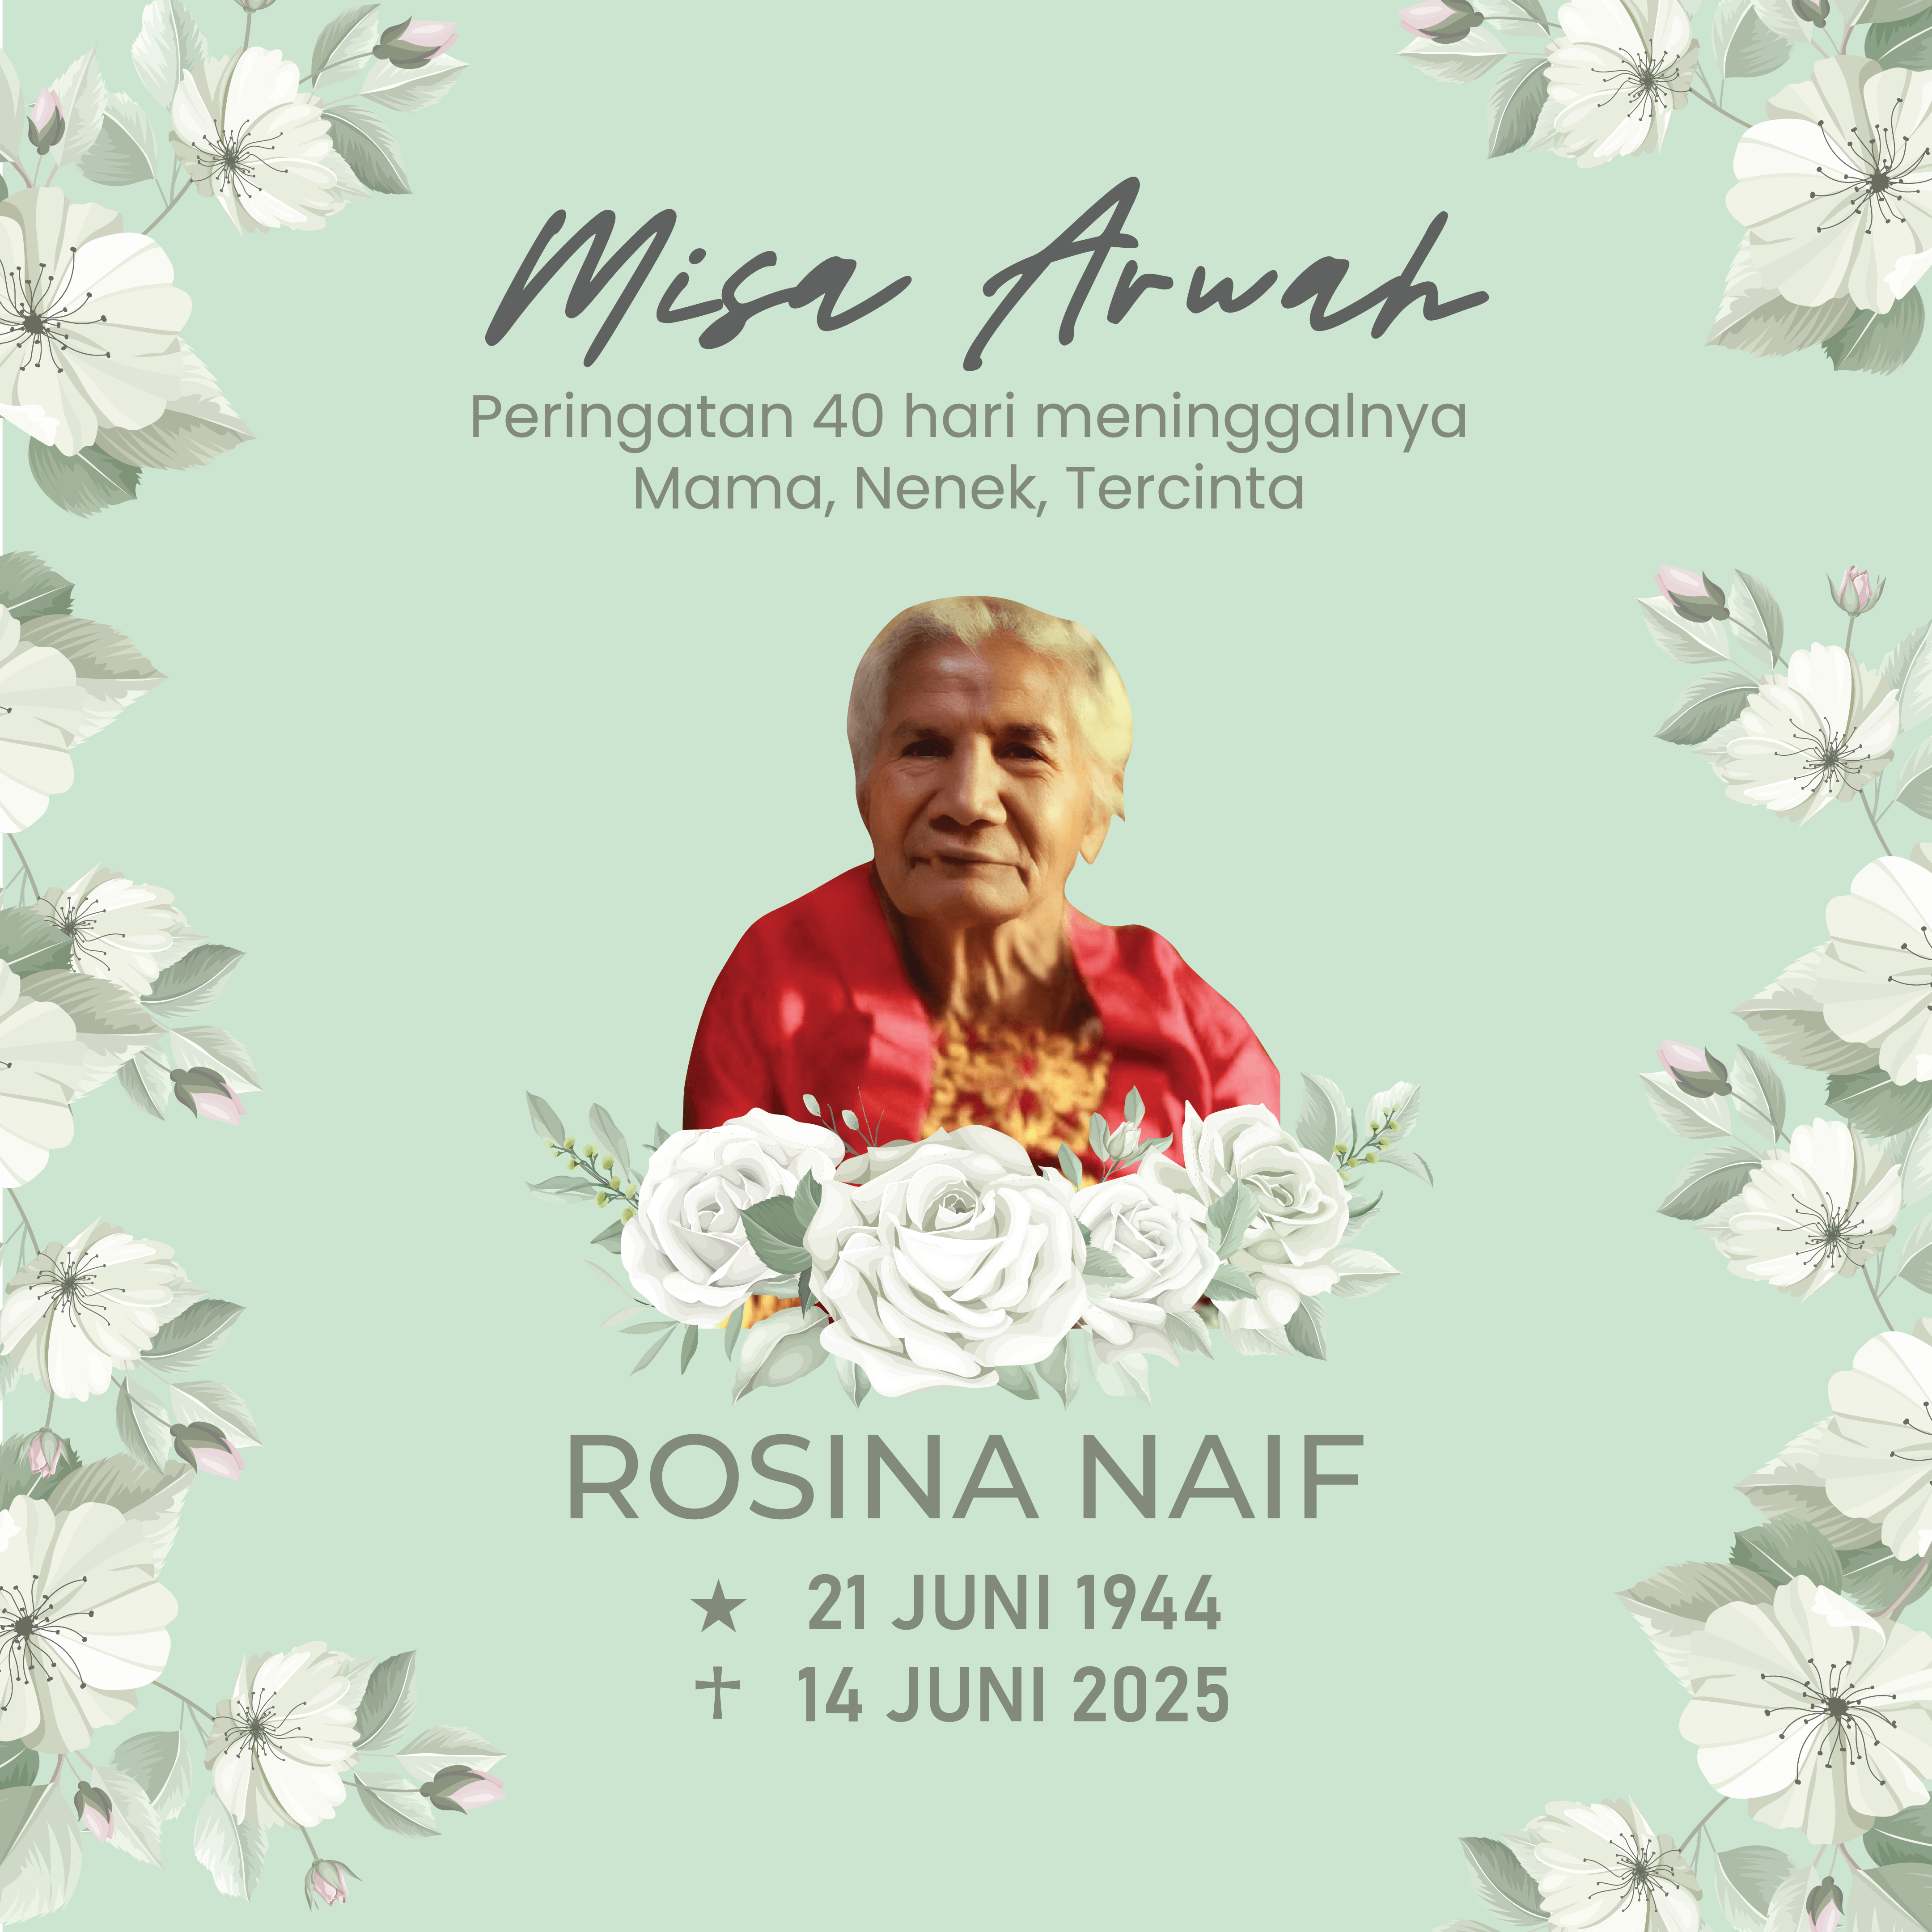 Misa Arwah
Peringatan 40 hari meninggalnya
Mama, Nenek, Tercinta
ROSINA NAIF
★ 21 JUNI 1944
✝ 14 JUNI 2025